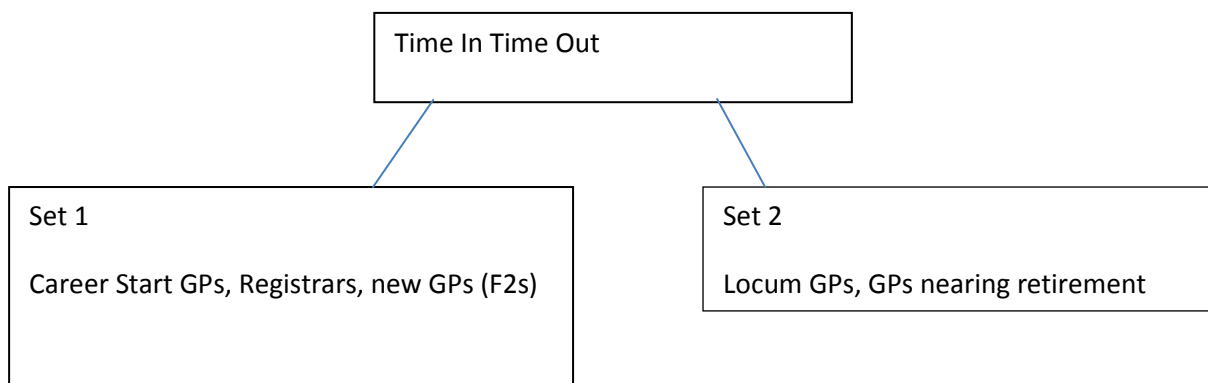 Time In Time Out
Set 1
Career Start GPs, Registrars, new GPs (F2s)
Set 2
Locum GPs, GPs nearing retirement